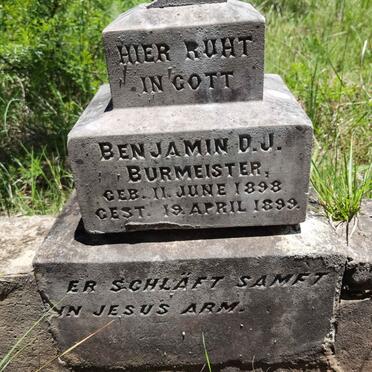 HIER RUHT
IN GOTT
BENJAMIN D.J.
BURMEISTER,
GEB. 11. JUNE 1898
GEST. 19. APRIL 1899.
ER SCHLÄFT SAMFT
IN JESUS ARM.